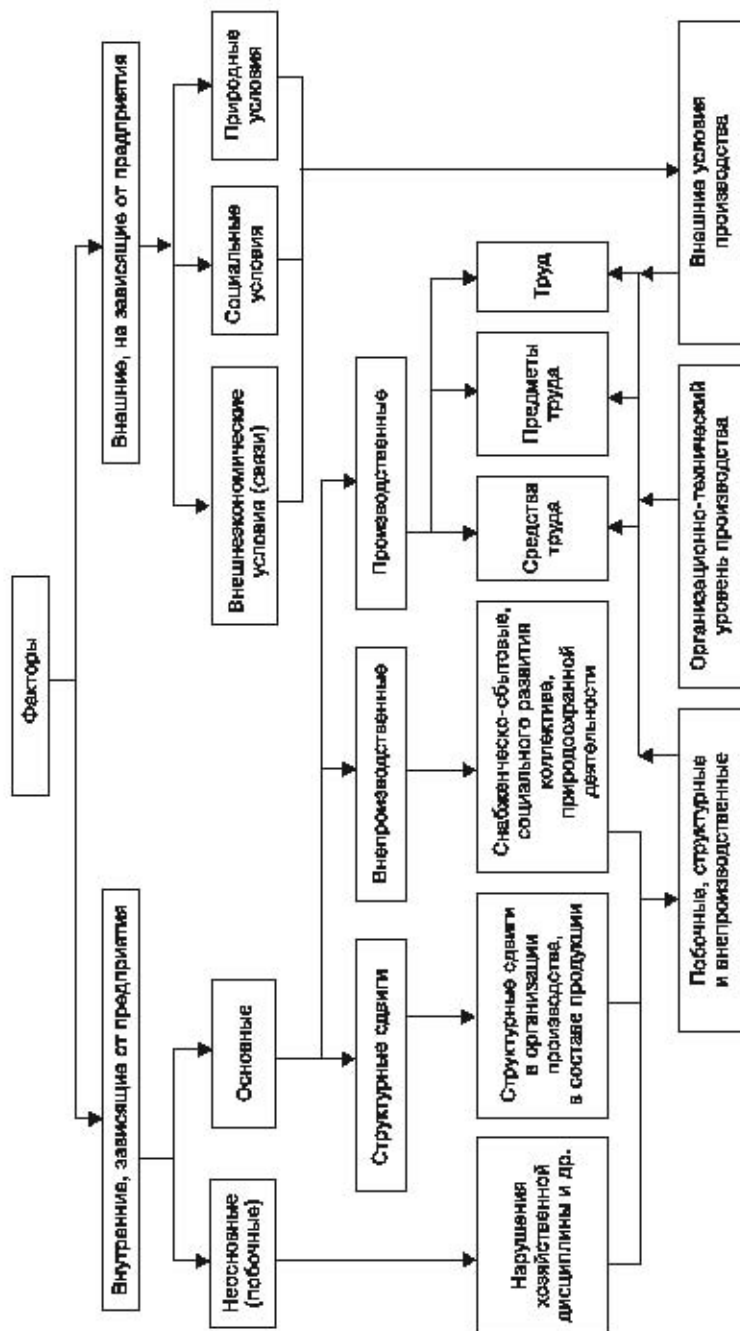 Факторы
Внутренние, зависящие от предприятия
Внешние, на зависящие от предприятия
Неосновные
(побочные)
Основные
Внешнеэкономические
условия (связи)
Социальные
условия
Природные
условия
Структурные сдвиги
Внепроизводственные
Производственные
Нарушения
хозяйственной
дисциплины и др.
Структурные сдвиги
в организации
производства,
в составе продукции
Снабженческо-сбытовые,
социального развития
коллектива,
природоохранной
деятельности
Средства
труда
Предметы
труда
Труд
Побочные, структурные
и внепроизводственные
Организационно-технический
уровень производства
Внешние условия
производства